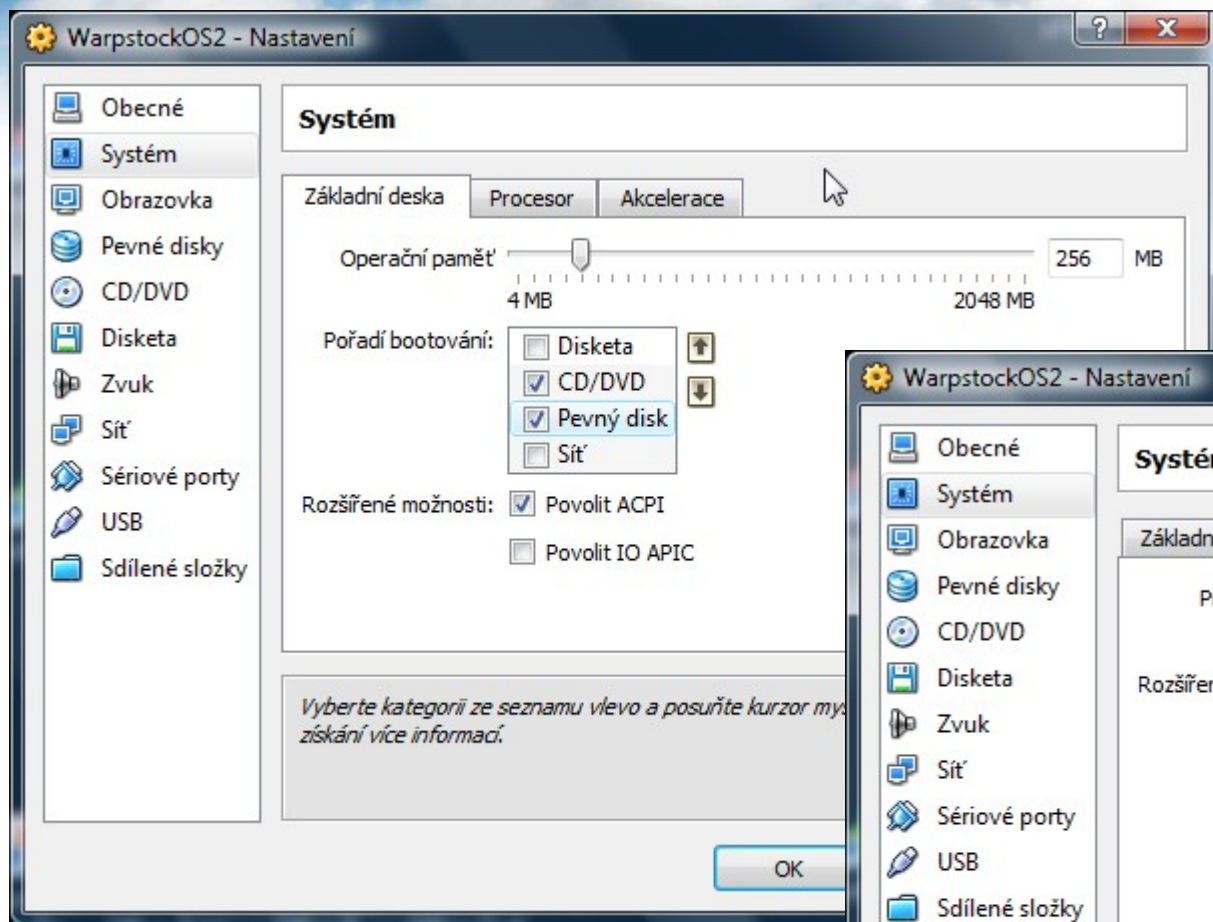 WarpstockOS2 - Nastavení
Obecné
Systém
Obrazovka
Pevné disky
CD/DVD
Disketa
Zvuk
Síť
Sériové porty
USB
Sdílené složky
Systém
Základní deska
Procesor
Akcelerace
Operační paměť
256 MB
4 MB
2048 MB
Pořadí bootování:
Disketa
CD/DVD
Pevný disk
Síť
Rozšířené možnosti:
Povolit ACPI
Povolit IO APIC
Vyberte kategorii ze seznamu vlevo a posuňte kurzor
získání více informací.
OK
WarpstockOS2 - Nastavení
Obecné
Systém
Obrazovka
Pevné disky
CD/DVD
Disketa
Zvuk
Síť
Sériové porty
USB
Sdílené složky